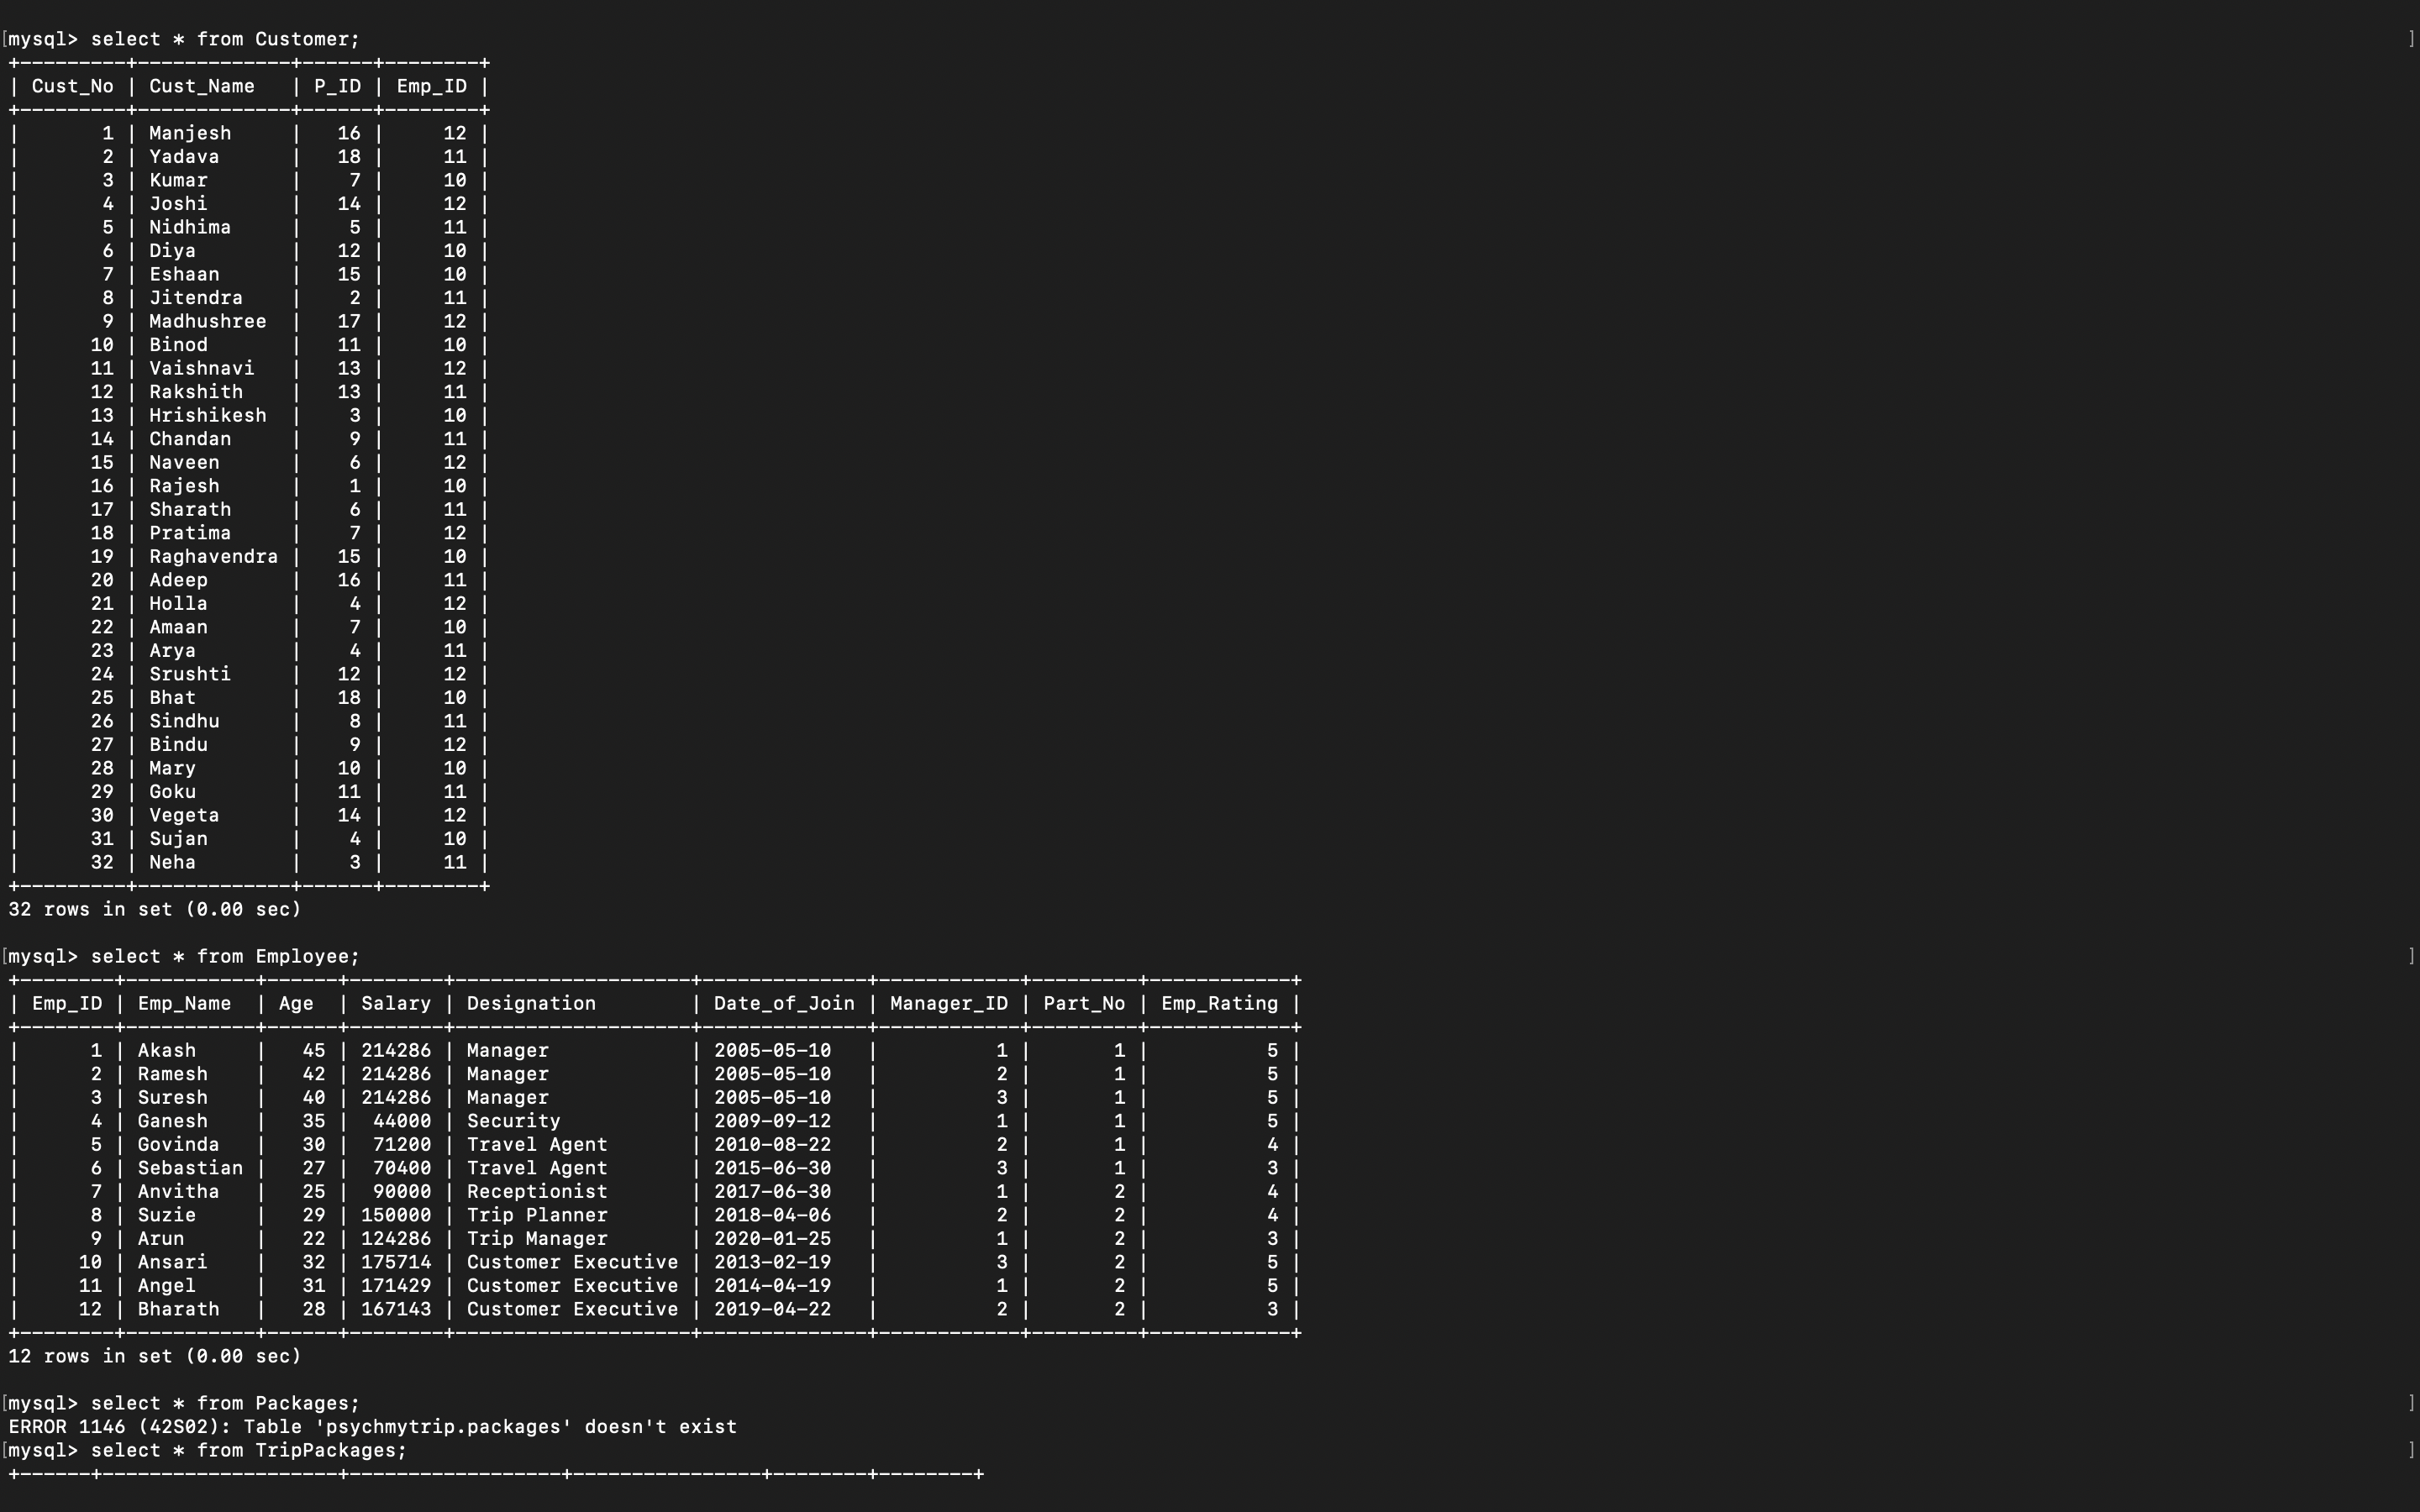 [mysql> select * from Customer; ]
+---------+-------------+------+--------+
| Cust_No | Cust_Name   | P_ID | Emp_ID |
+---------+-------------+------+--------+
|       1 | Manjesh     |   16 |     12 |
|       2 | Yadava      |   18 |     11 |
|       3 | Kumar       |    7 |     10 |
|       4 | Joshi       |   14 |     12 |
|       5 | Nidhima     |    5 |     11 |
|       6 | Diya        |   12 |     10 |
|       7 | Eshaan      |   15 |     10 |
|       8 | Jitendra    |    2 |     11 |
|       9 | Madhushree  |   17 |     12 |
|      10 | Binod       |   11 |     10 |
|      11 | Vaishnavi   |   13 |     12 |
|      12 | Rakshith    |   13 |     11 |
|      13 | Hrishikesh  |    3 |     10 |
|      14 | Chandan     |    9 |     11 |
|      15 | Naveen      |    6 |     12 |
|      16 | Rajesh      |    1 |     10 |
|      17 | Sharath     |    6 |     11 |
|      18 | Pratima     |    7 |     12 |
|      19 | Raghavendra |   15 |     10 |
|      20 | Adeep       |   16 |     11 |
|      21 | Holla       |    4 |     12 |
|      22 | Amaan       |    7 |     10 |
|      23 | Arya        |    4 |     11 |
|      24 | Srushti     |   12 |     12 |
|      25 | Bhat        |   18 |     10 |
|      26 | Sindhu      |    8 |     11 |
|      27 | Bindu       |    9 |     12 |
|      28 | Mary        |   10 |     10 |
|      29 | Goku        |   11 |     11 |
|      30 | Vegeta      |   14 |     12 |
|      31 | Sujan       |    4 |     10 |
|      32 | Neha        |    3 |     11 |
+---------+-------------+------+--------+
32 rows in set (0.00 sec)
[mysql> select * from Employee; ]
+--------+-----------+------+--------+--------------------+--------------+------------+---------+------------+
| Emp_ID | Emp_Name  | Age  | Salary | Designation        | Date_of_Join | Manager_ID | Part_No | Emp_Rating |
+--------+-----------+------+--------+--------------------+--------------+------------+---------+------------+
|      1 | Akash     |   45 | 214286 | Manager            | 2005-05-10   |          1 |       1 |          5 |
|      2 | Ramesh    |   42 | 214286 | Manager            | 2005-05-10   |          2 |       1 |          5 |
|      3 | Suresh    |   40 | 214286 | Manager            | 2005-05-10   |          3 |       1 |          5 |
|      4 | Ganesh    |   35 |  44000 | Security           | 2009-09-12   |          1 |       1 |          5 |
|      5 | Govinda   |   30 |  71200 | Travel Agent       | 2010-08-22   |          2 |       1 |          4 |
|      6 | Sebastian |   27 |  70400 | Travel Agent       | 2015-06-30   |          3 |       1 |          3 |
|      7 | Anvitha   |   25 |  90000 | Receptionist       | 2017-06-30   |          1 |       2 |          4 |
|      8 | Suzie     |   29 | 150000 | Trip Planner       | 2018-04-06   |          2 |       2 |          4 |
|      9 | Arun      |   22 | 124286 | Trip Manager       | 2020-01-25   |          1 |       2 |          3 |
|     10 | Ansari    |   32 | 175714 | Customer Executive | 2013-02-19   |          3 |       2 |          5 |
|     11 | Angel     |   31 | 171429 | Customer Executive | 2014-04-19   |          1 |       2 |          5 |
|     12 | Bharath   |   28 | 167143 | Customer Executive | 2019-04-22   |          2 |       2 |          3 |
+--------+-----------+------+--------+--------------------+--------------+------------+---------+------------+
12 rows in set (0.00 sec)
[mysql> select * from Packages; ]
ERROR 1146 (42S02): Table 'psychmytrip.packages' doesn't exist
[mysql> select * from TripPackages; ]
+------+--------------------+------------------+----------------+--------+--------+